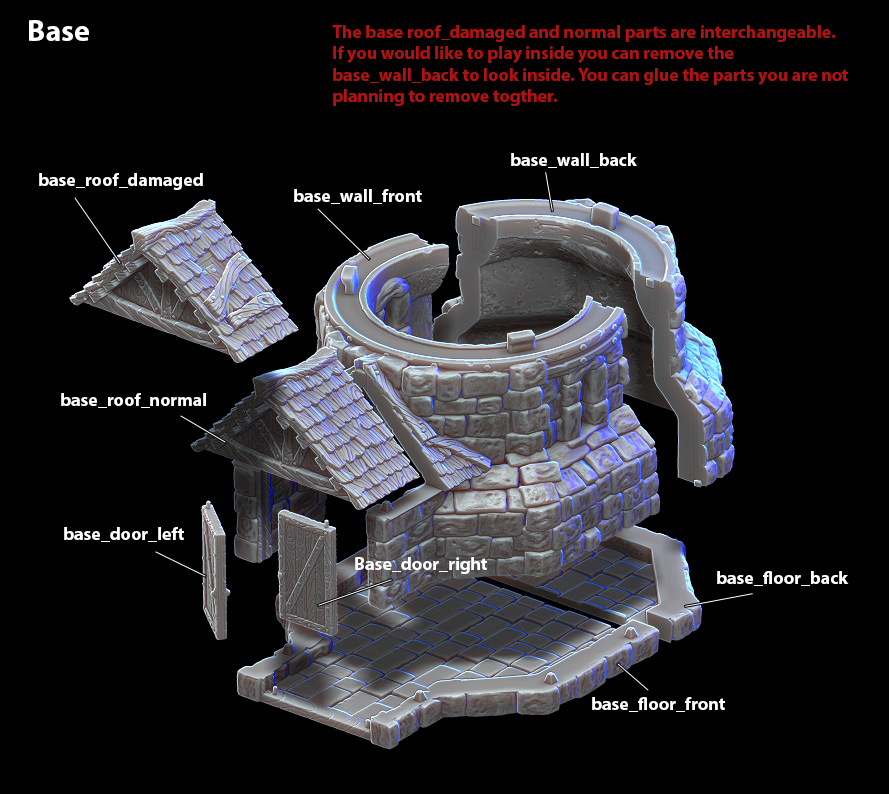 Base
The base roof_damaged and normal parts are interchangeable.
If you would like to play inside you can remove the
base_wall_back to look inside. You can glue the parts you are not
planning to remove togther.
base_wall_back
base_roof_damaged
base_wall_front
base_roof_normal
base_door_left
Base_door_right
base_floor_back
base_floor_front